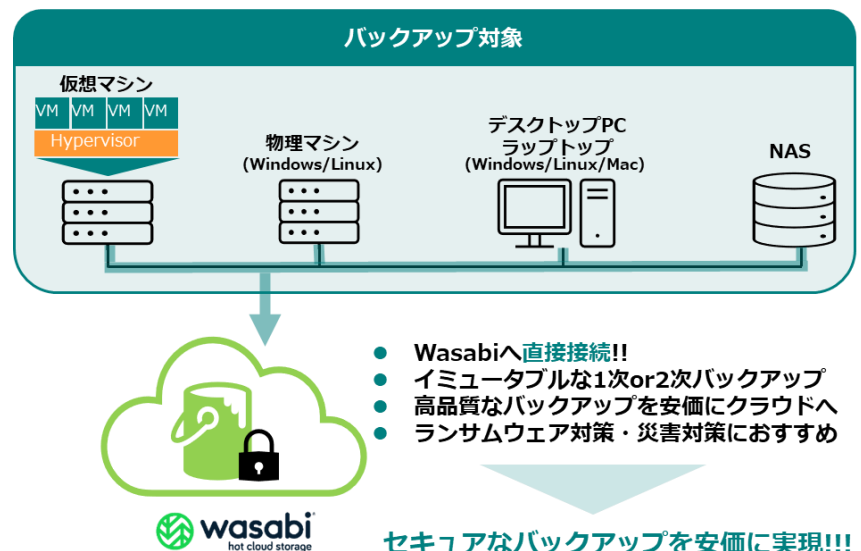 バックアップ対象
仮想マシン
VM VM VM VM
Hypervisor
物理マシン
(Windows/Linux)
デスクトップPC
ラップトップ
(Windows/Linux/Mac)
NAS
● Wasabiへ直接接続!!
● イミュータブルな1次or2次バックアップ
● 高品質なバックアップを安価にクラウドへ
● ランサムウェア対策・災害対策におすすめ
wasabi
hot cloud storage
セキュアなバックアップを安価に実現!!!